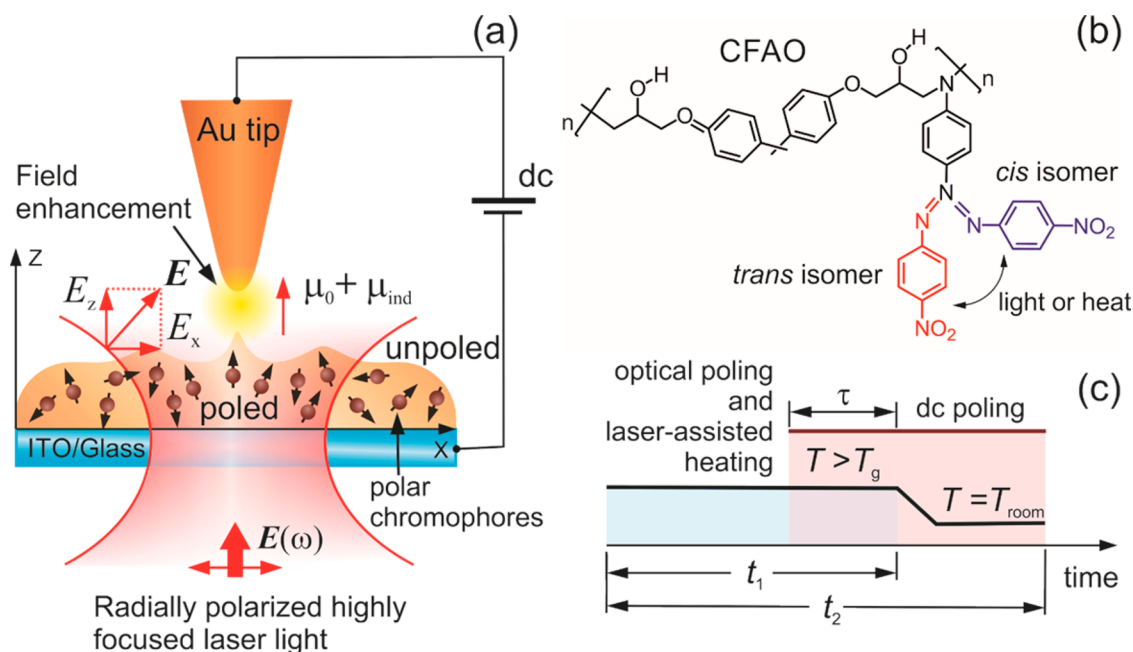 (a)
Au tip
Field
enhancement
dc
z
E
Ez
Ex
μ0 + μind
unpoled
poled
ITO/Glass
x
polar
chromophores
E(ω)
Radially polarized highly
focused laser light
(b)
CFAO
O H
O H
n
O
O
N
n
N
N
N
cis isomer
NO2
trans isomer
light or heat
NO2
(c)
optical poling
and
laser-assisted
heating
τ
dc poling
T > Tg
T = Troom
t1
time
t2